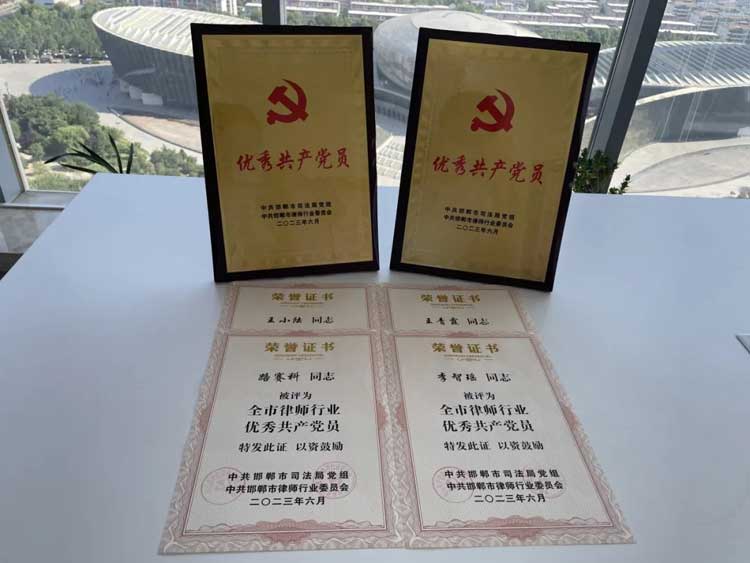 优秀共产党员
中共邯郸市司法局党组
中共邯郸市律师行业委员会
二〇二三年六月
优秀共产党员
中共邯郸市司法局党组
中共邯郸市律师行业委员会
二〇二三年六月
荣誉证书
王小陆 同志
荣誉证书
王青霞 同志
荣誉证书
路赛科 同志
被评为
全市律师行业
优秀共产党员
特发此证 以资鼓励
中共邯郸市司法局党组
中共邯郸市律师行业委员会
二〇二三年六月
荣誉证书
李智瑶 同志
被评为
全市律师行业
优秀共产党员
特发此证 以资鼓励
中共邯郸市司法局党组
中共邯郸市律师行业委员会
二〇二三年六月